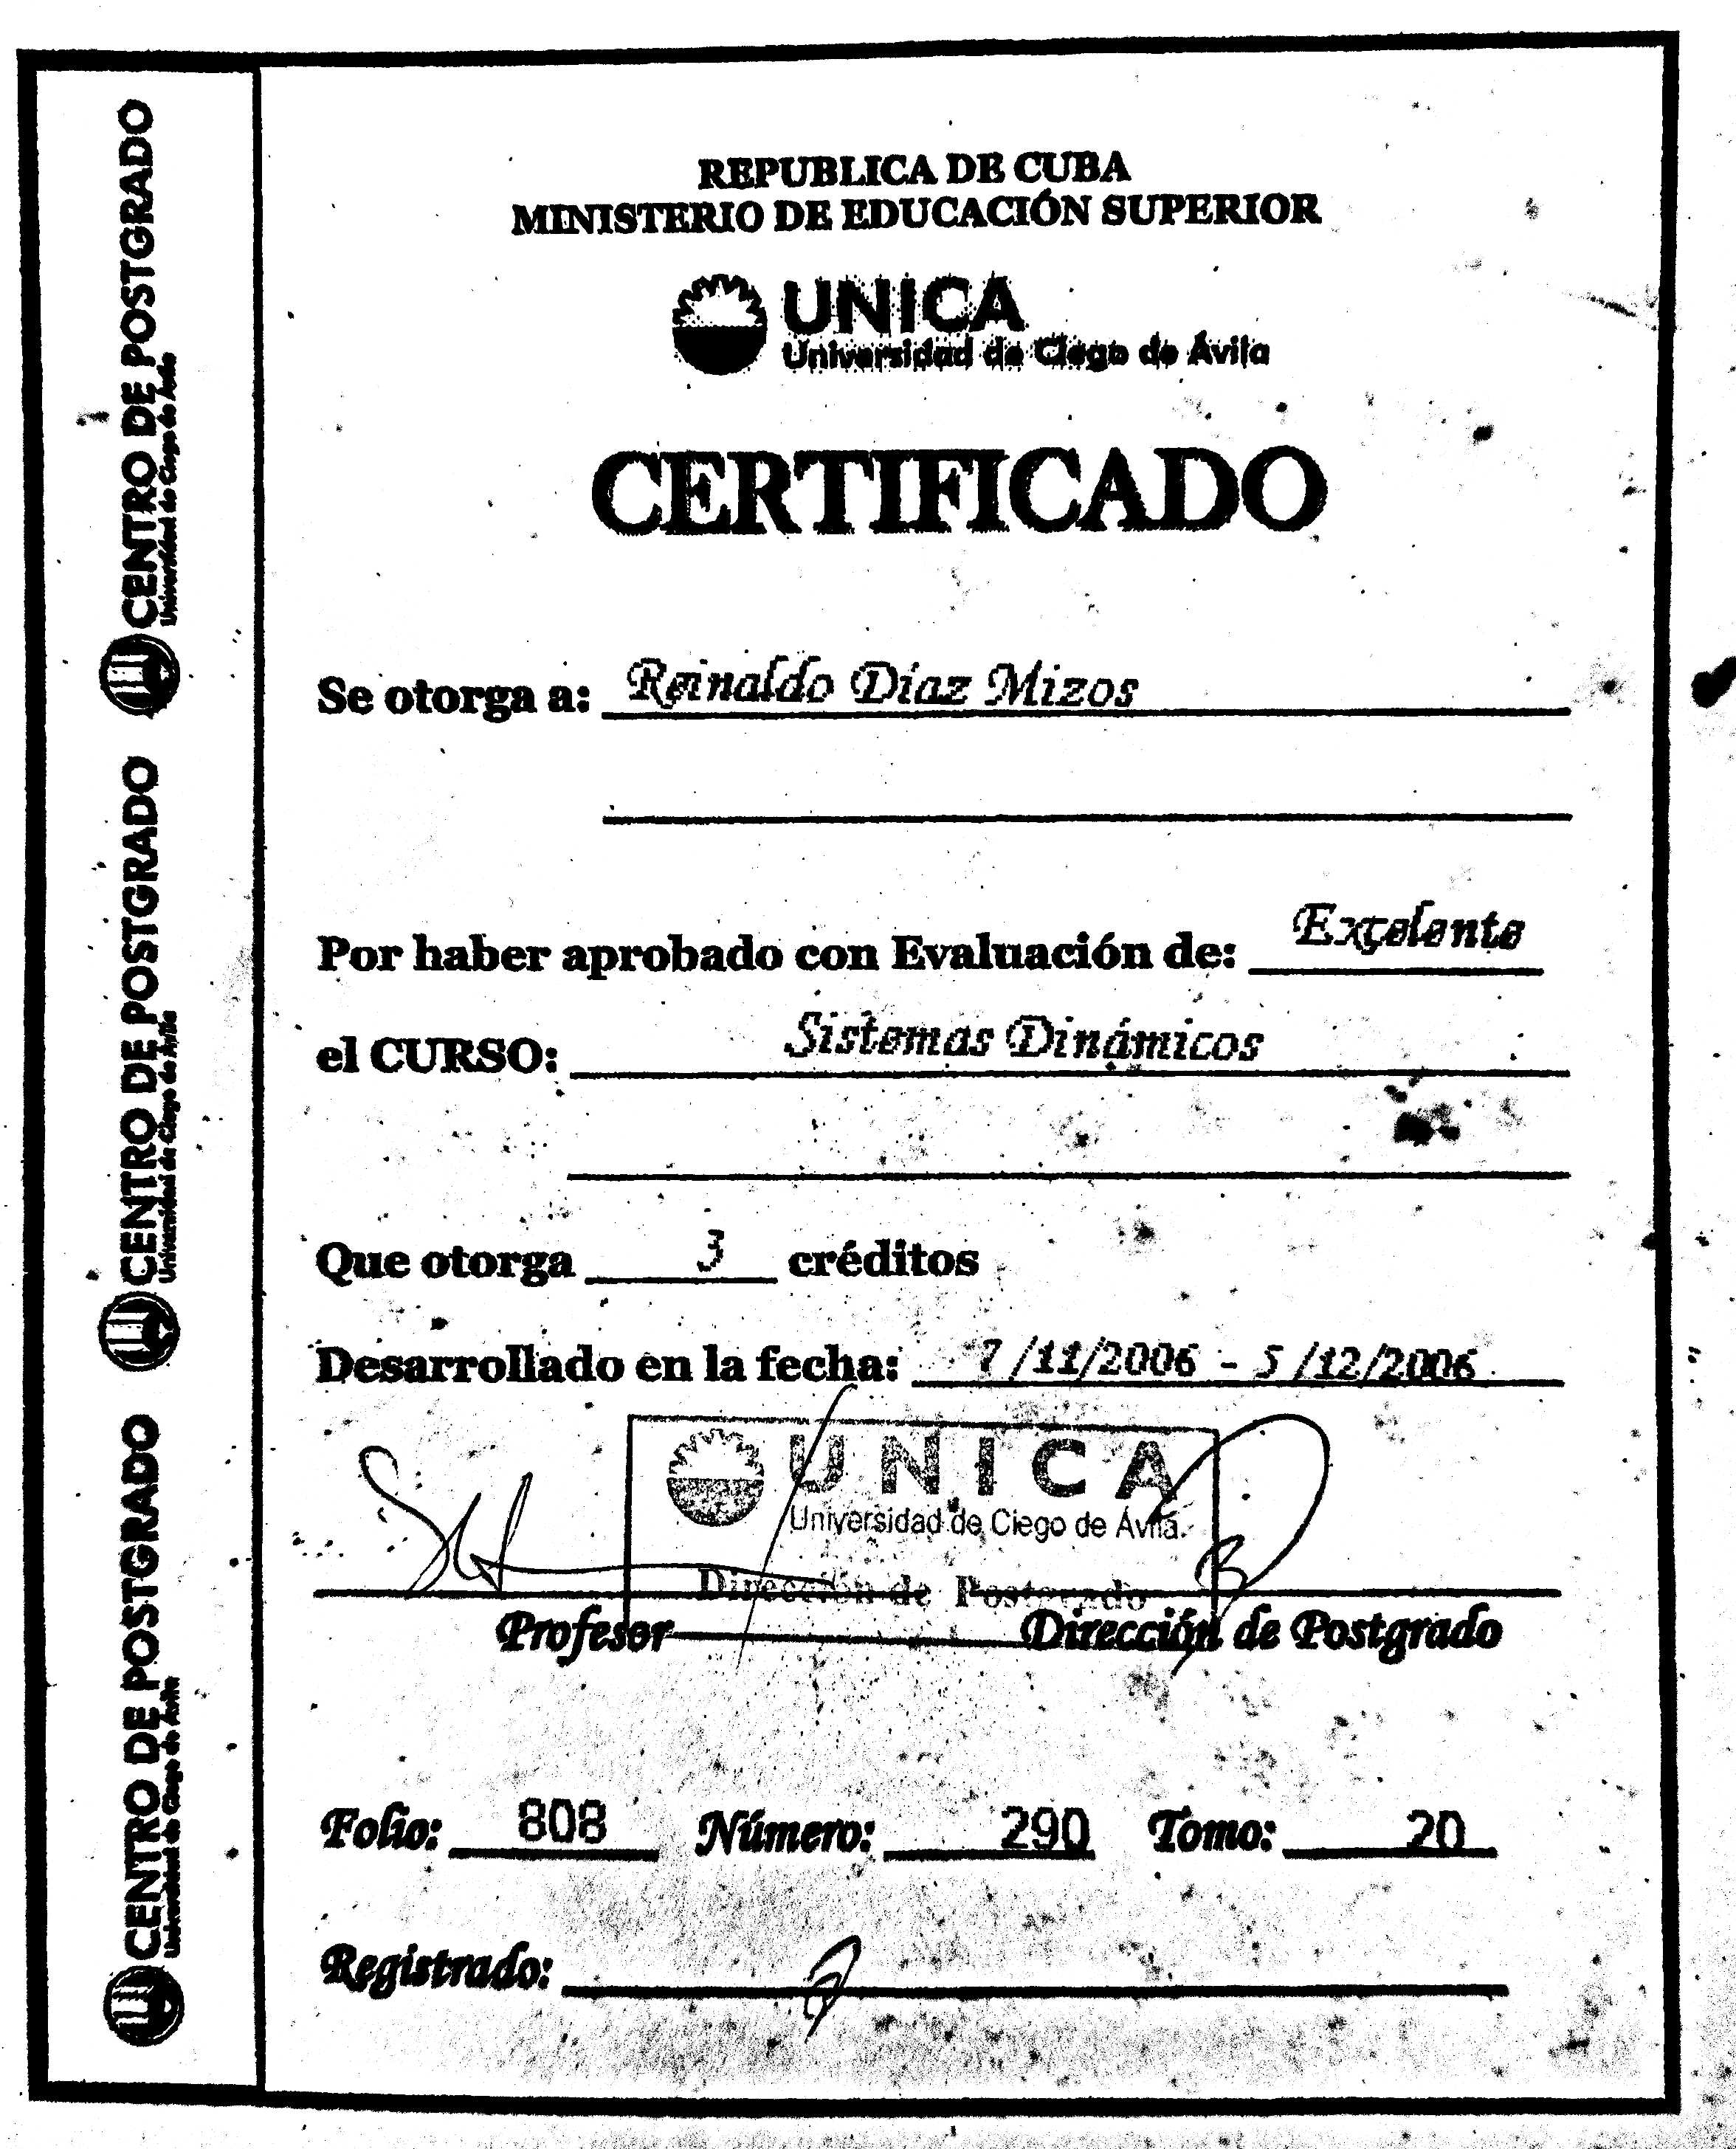 REPUBLICA DE CUBA
MINISTERIO DE EDUCACIÓN SUPERIOR
UNICA
Universidad de Ciego de Ávila
CERTIFICADO
Se otorga a: Reinaldo Díaz Mizos
Por haber aprobado con Evaluación de: Excelente
el CURSO: Sistemas Dinámicos
Que otorga 3 créditos
Desarrollado en la fecha: 7/11/2006 - 5/12/2006
UNICA
Universidad de Ciego de Ávila
Dirección de Postgrado
Profesor Dirección de Postgrado
Folio: 808 Número: 290 Tomo: 20
Registrado:
CENTRO DE POSTGRADO
Universidad de Ciego de Ávila
CENTRO DE POSTGRADO
Universidad de Ciego de Ávila
CENTRO DE POSTGRADO
Universidad de Ciego de Ávila